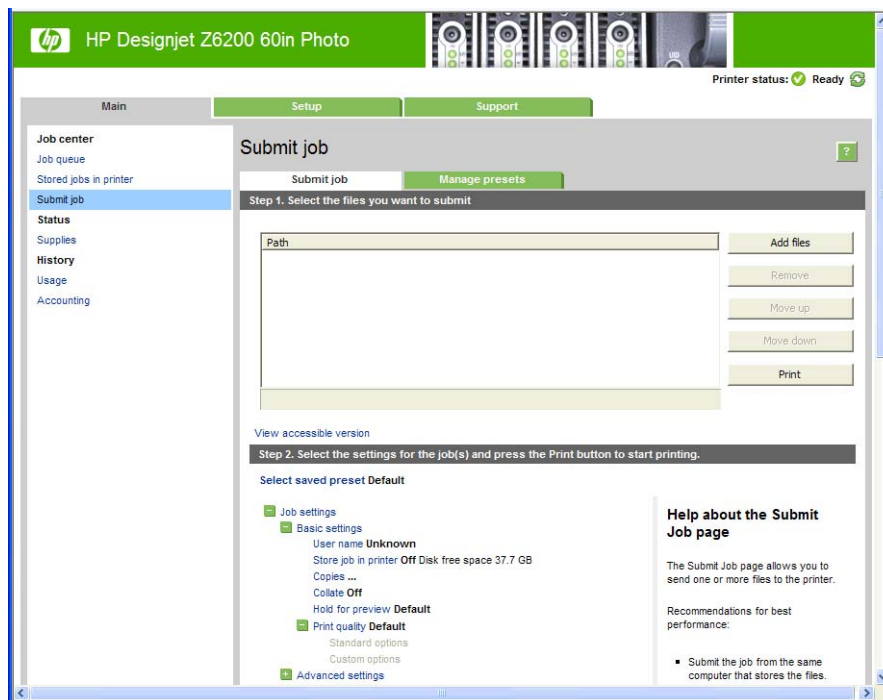 hp HP Designjet Z6200 60in Photo
UID
Printer status: Ready
Main Setup Support
Job center
Job queue
Stored jobs in printer
Submit job
Status
Supplies
History
Usage
Accounting
Submit job
?
Submit job Manage presets
Step 1. Select the files you want to submit
Path
Add files
Remove
Move up
Move down
Print
View accessible version
Step 2. Select the settings for the job(s) and press the Print button to start printing.
Select saved preset Default
Job settings
Basic settings
User name Unknown
Store job in printer Off Disk free space 37.7 GB
Copies ...
Collate Off
Hold for preview Default
Print quality Default
Standard options
Custom options
Advanced settings
Help about the Submit
Job page
The Submit Job page allows you to
send one or more files to the printer.
Recommendations for best
performance:
Submit the job from the same
computer that stores the files.